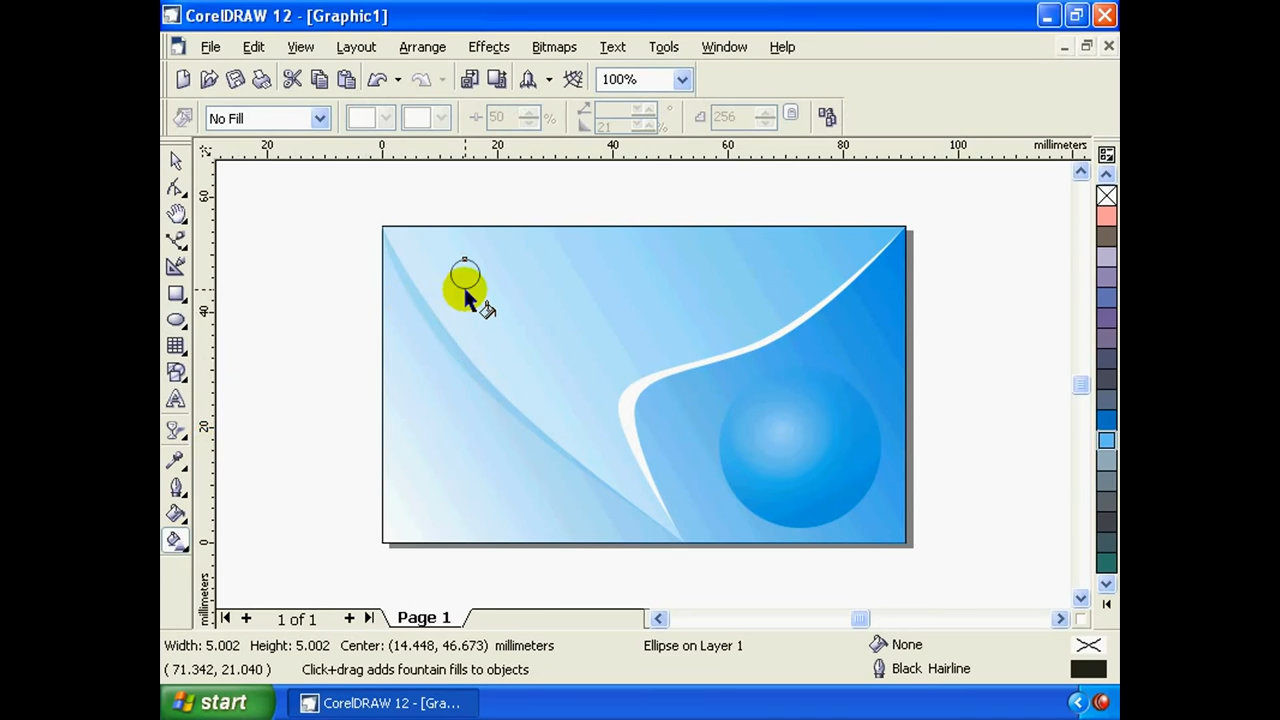 CorelDRAW 12 - [Graphic1]
File Edit View Layout Arrange Effects Bitmaps Text Tools Window Help
100%
No Fill 50 % 21 ° % 256
20 0 20 40 60 80 100 millimeters
60
40
20
0
millimeters
1 of 1 Page 1
Width: 5.002 Height: 5.002 Center: (14.448, 46.673) millimeters Ellipse on Layer 1 None
( 71.342, 21.040 ) Click+drag adds fountain fills to objects Black Hairline
start CorelDRAW 12 - [Gra...